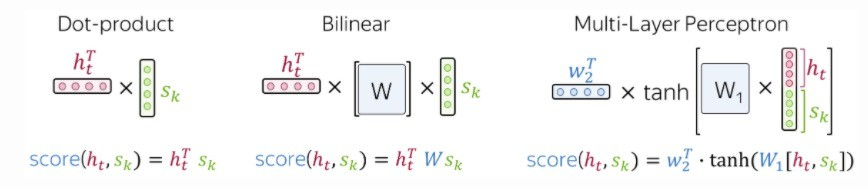 Dot-product
Bilinear
Multi-Layer Perceptron
h_t^T × s_k
h_t^T × [W] × s_k
w_2^T × tanh [W_1 × h_t s_k]
score(h_t, s_k) = h_t^T s_k
score(h_t, s_k) = h_t^T W s_k
score(h_t, s_k) = w_2^T · tanh(W_1[h_t, s_k])